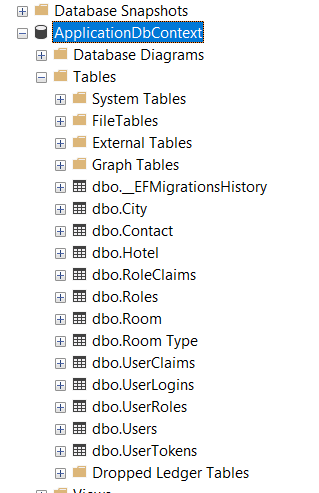 Database Snapshots
ApplicationDbContext
Database Diagrams
Tables
System Tables
FileTables
External Tables
Graph Tables
dbo.__EFMigrationsHistory
dbo.City
dbo.Contact
dbo.Hotel
dbo.RoleClaims
dbo.Roles
dbo.Room
dbo.Room Type
dbo.UserClaims
dbo.UserLogins
dbo.UserRoles
dbo.Users
dbo.UserTokens
Dropped Ledger Tables
Views